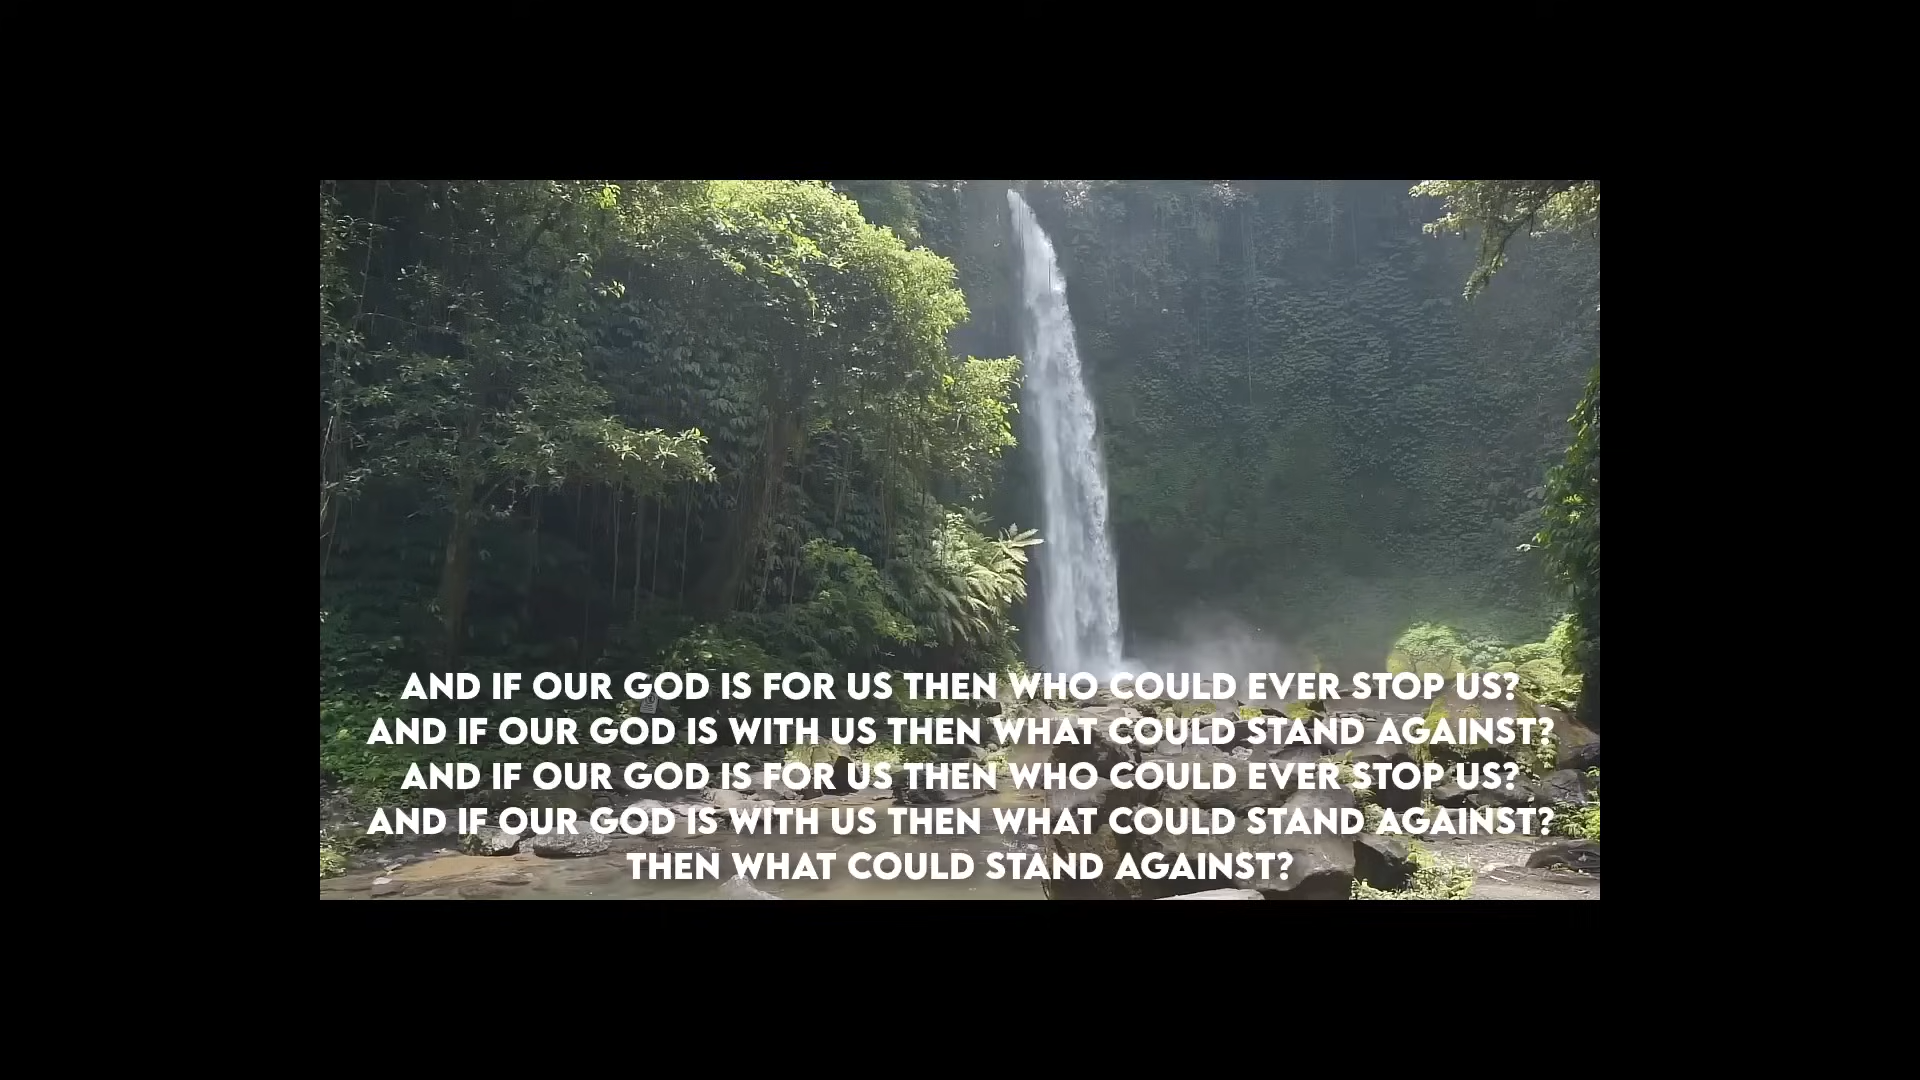 AND IF OUR GOD IS FOR US THEN WHO COULD EVER STOP US?
AND IF OUR GOD IS WITH US THEN WHAT COULD STAND AGAINST?
AND IF OUR GOD IS FOR US THEN WHO COULD EVER STOP US?
AND IF OUR GOD IS WITH US THEN WHAT COULD STAND AGAINST?
THEN WHAT COULD STAND AGAINST?